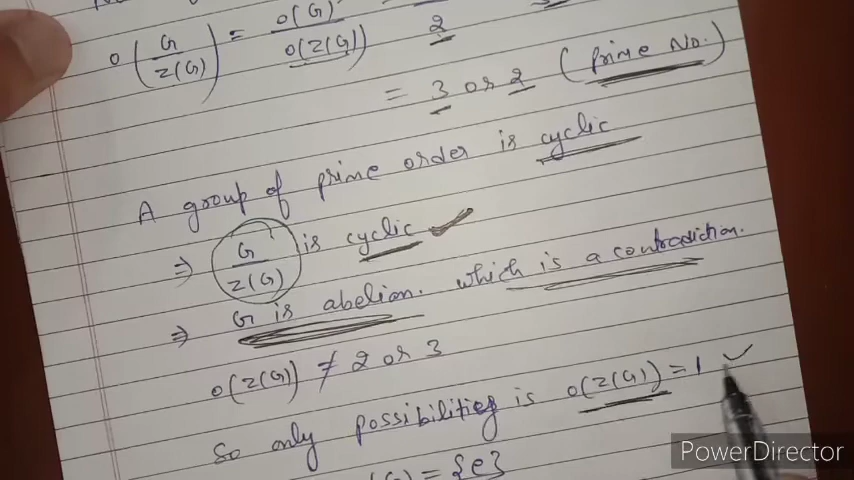 o(G/Z(G)) = o(G)/o(Z(G)) 2
= 3 or 2 (Prime No.)
A group of prime order is cyclic
⇒ G/Z(G) is cyclic ✓
⇒ G is abelian. which is a contradiction.
o(Z(G)) ≠ 2 or 3
So only possibilities is o(Z(G)) = 1 ✓
(G) = {e}
PowerDirector